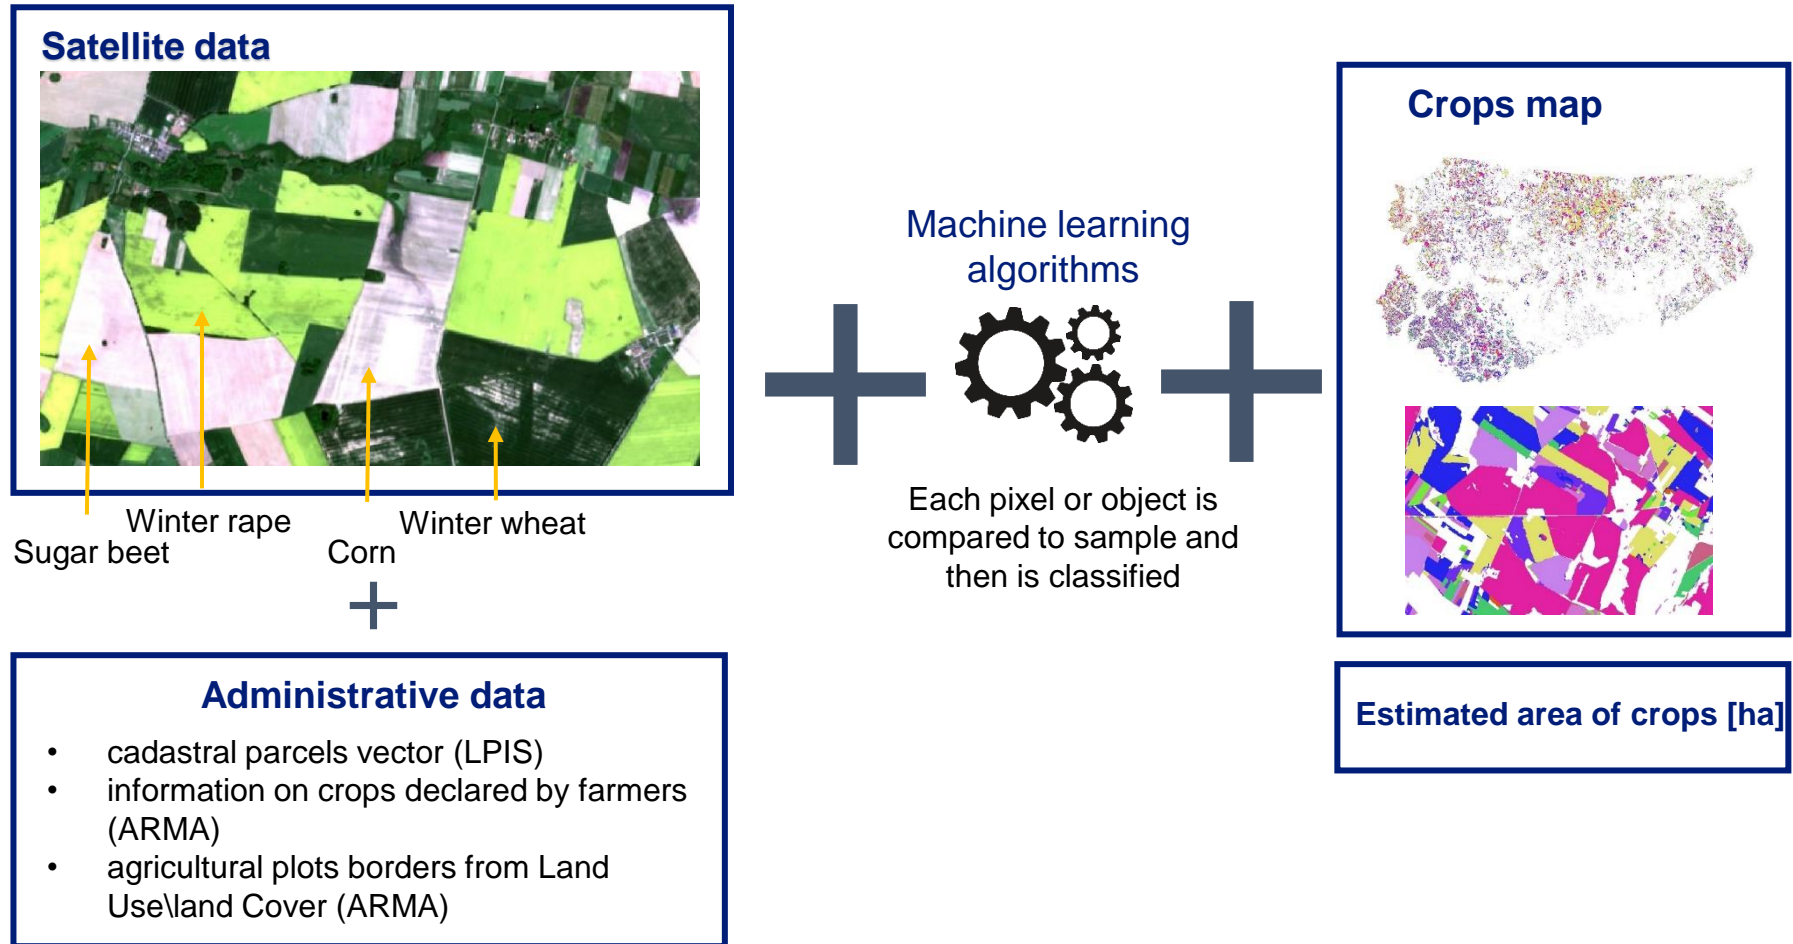 Satellite data
Winter rape
Winter wheat
Sugar beet
Corn
Administrative data
• cadastral parcels vector (LPIS)
• information on crops declared by farmers
(ARMA)
• agricultural plots borders from Land
Use\land Cover (ARMA)
Machine learning
algorithms
Each pixel or object is
compared to sample and
then is classified
Crops map
Estimated area of crops [ha]